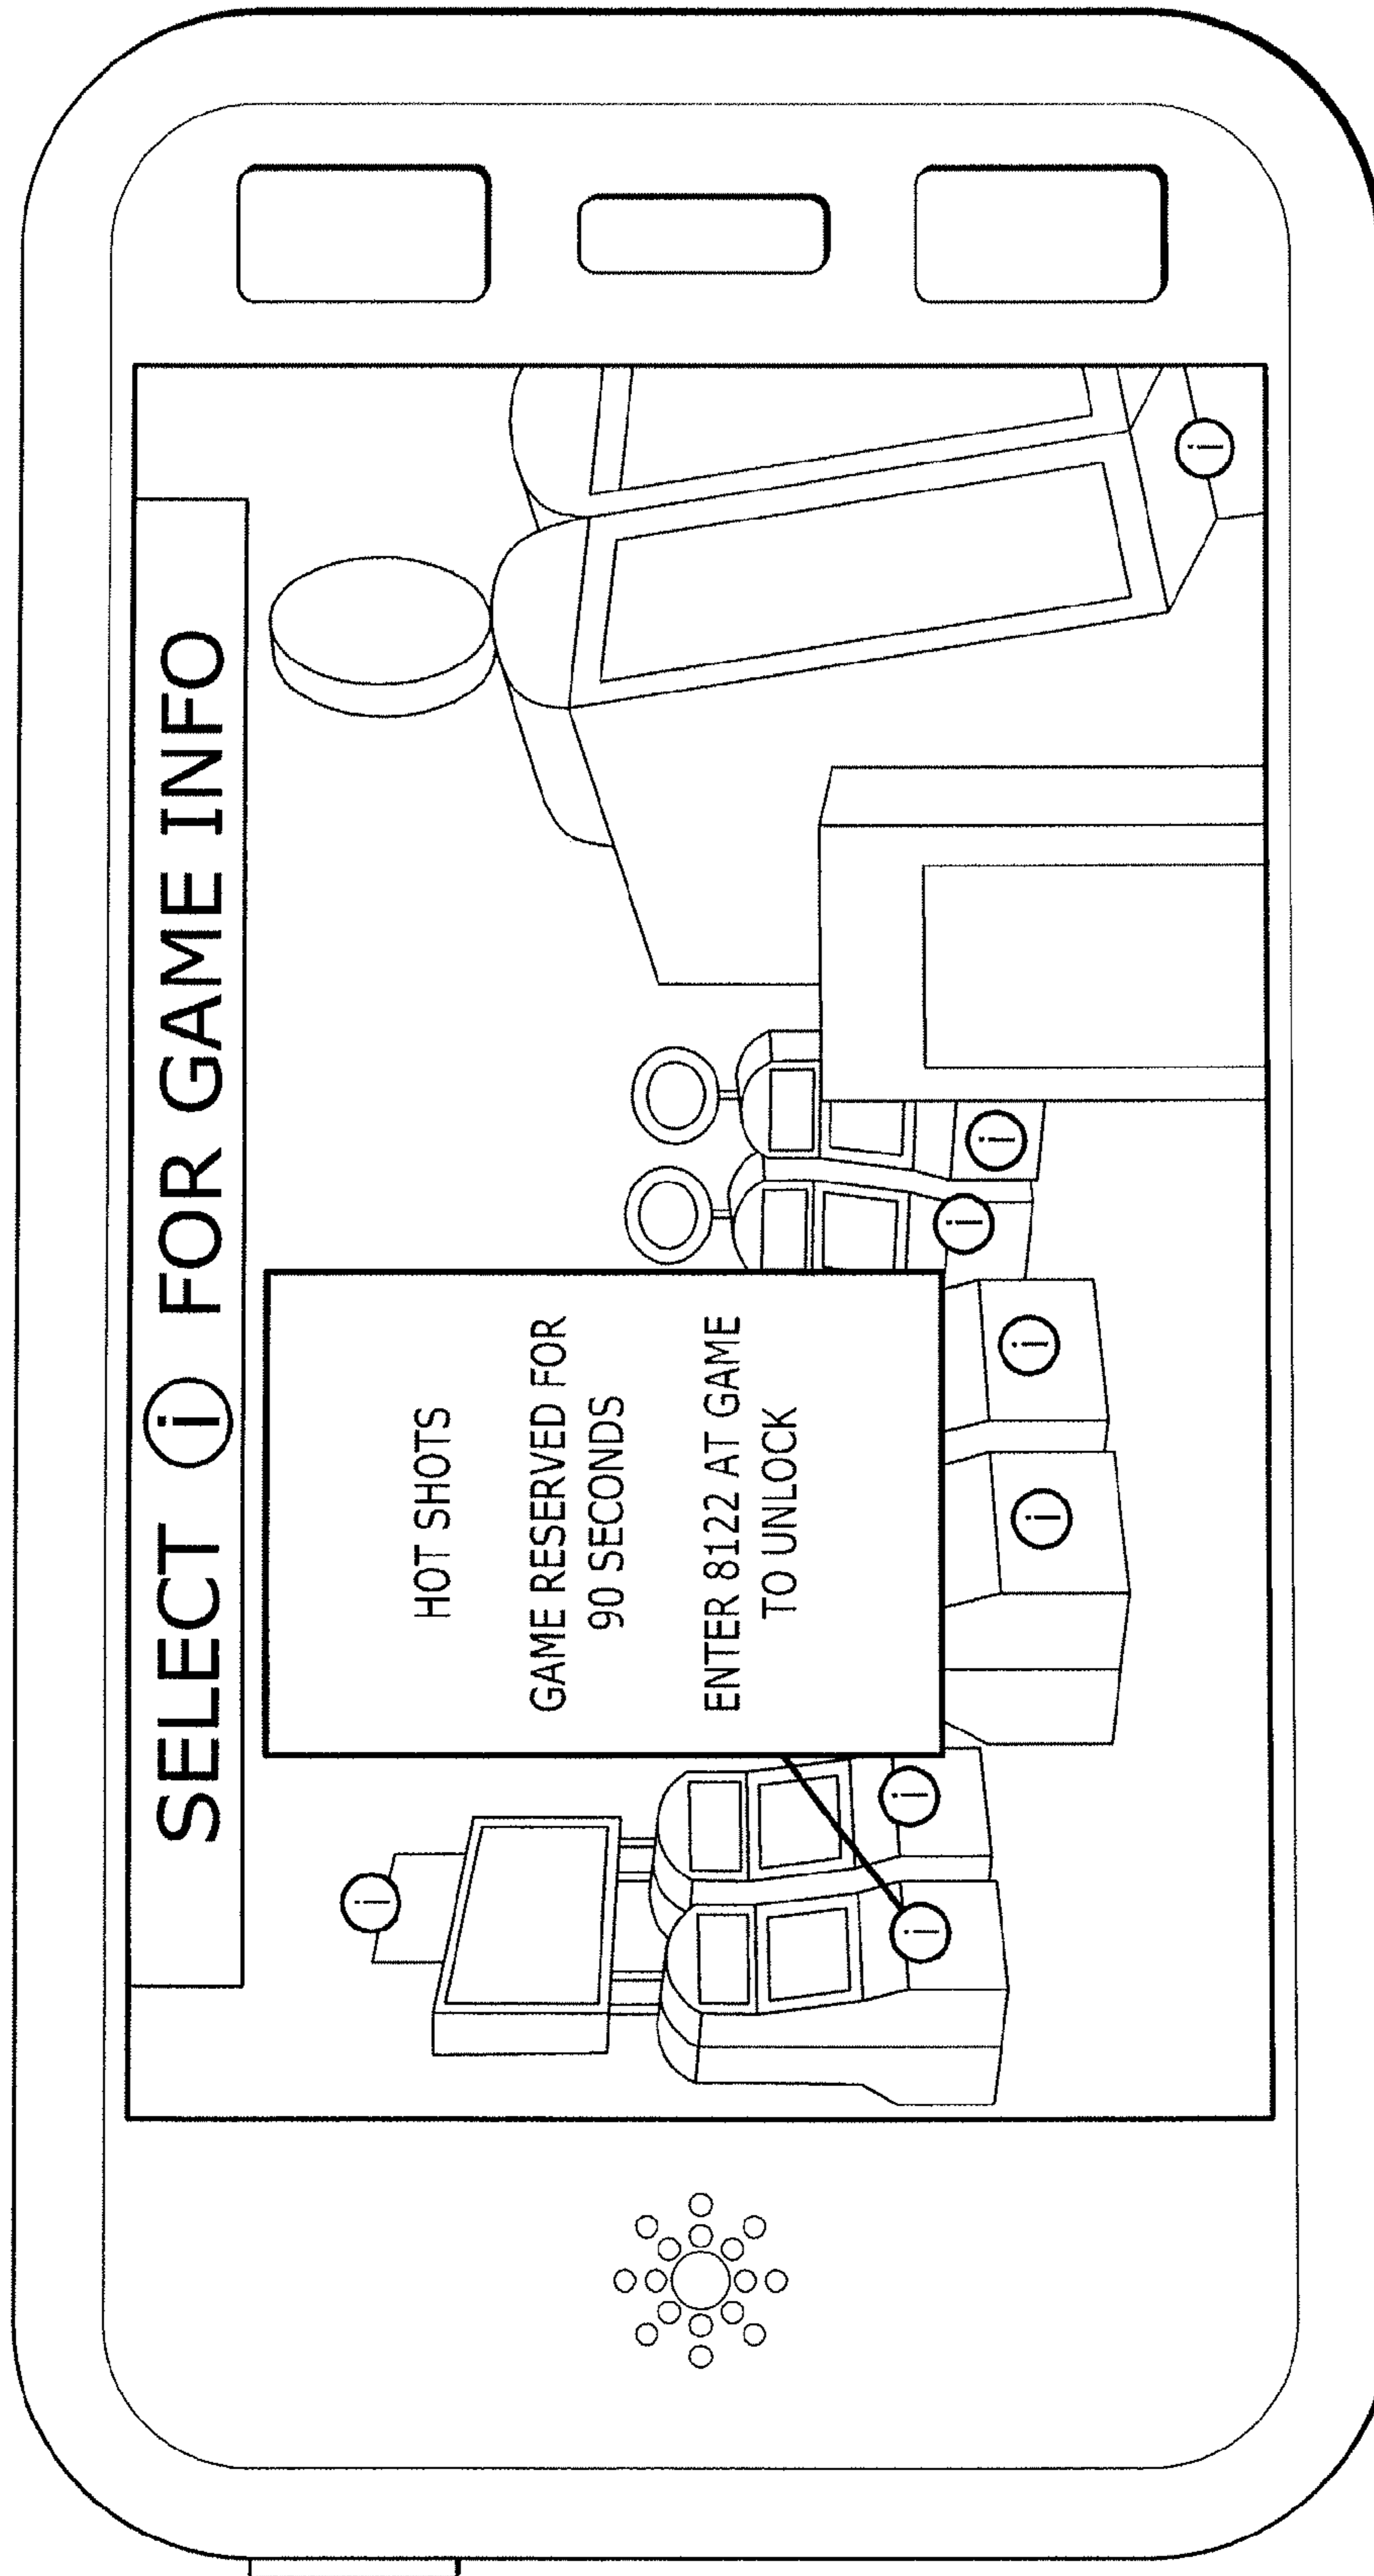 SELECT i FOR GAME INFO
HOT SHOTS
GAME RESERVED FOR
90 SECONDS
ENTER 8122 AT GAME
TO UNLOCK
i
i
i
i
i
i
i
i